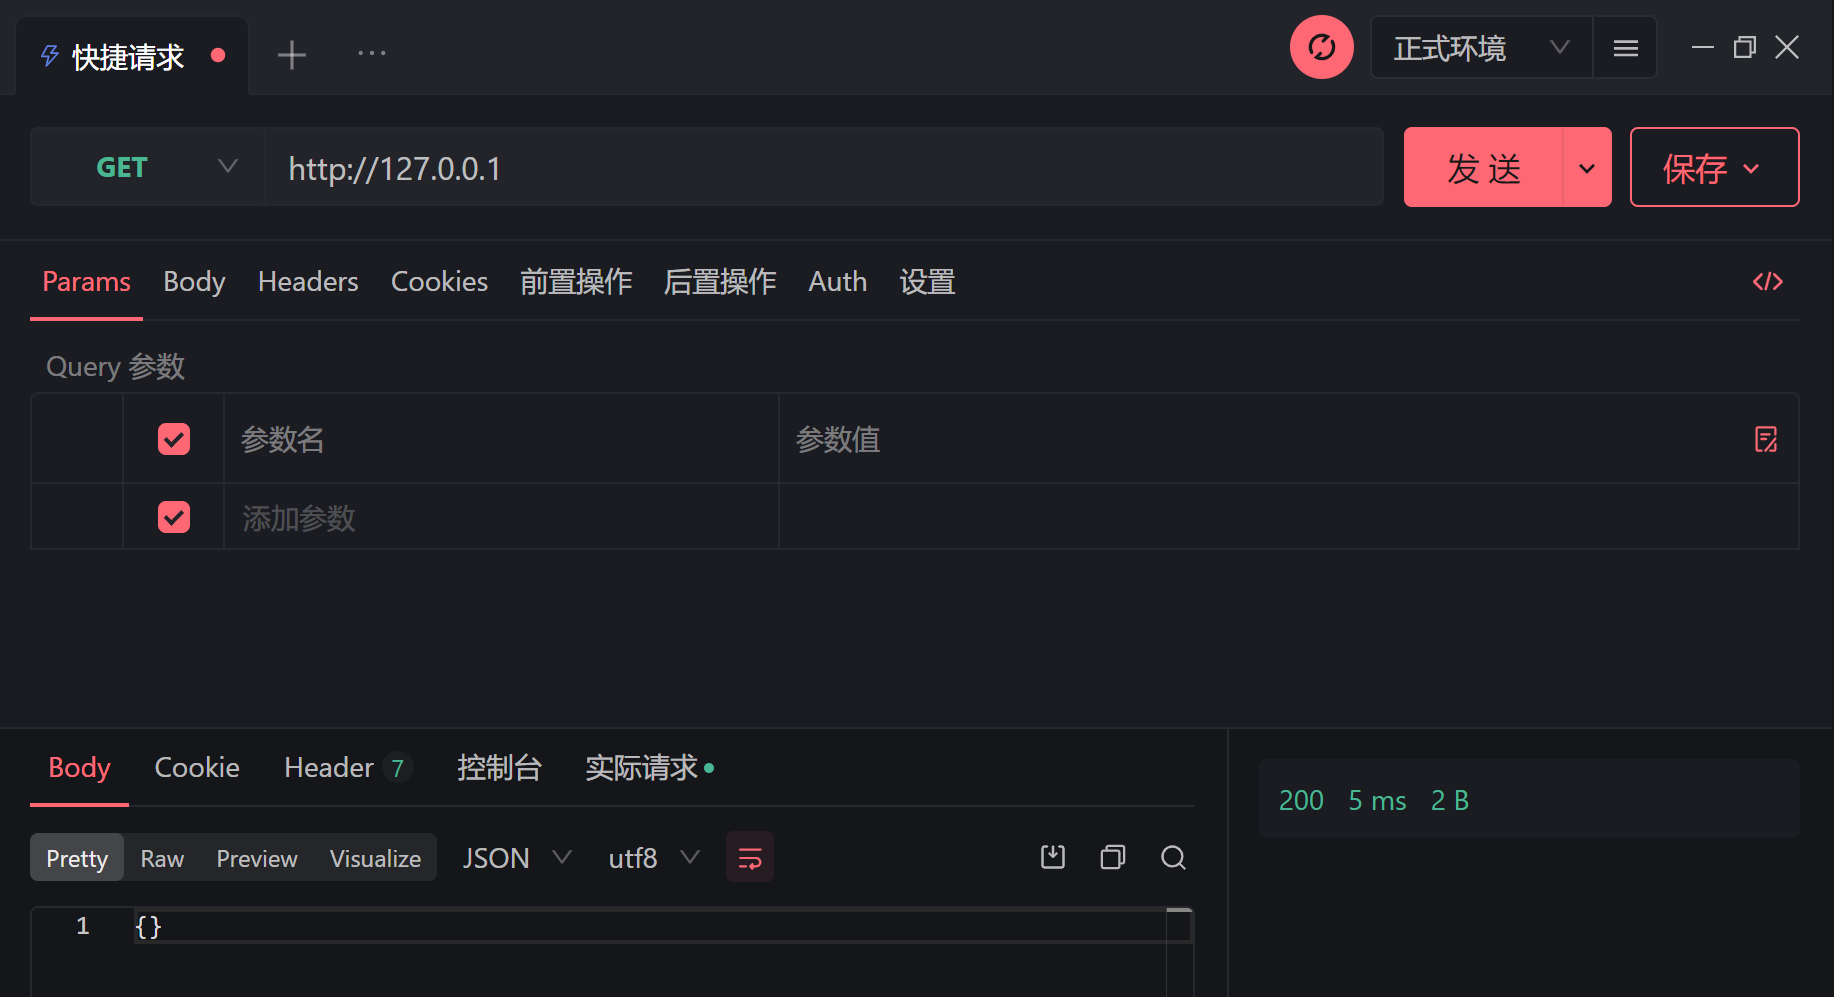 快捷请求
正式环境
GET http://127.0.0.1 发 送 保存
Params Body Headers Cookies 前置操作 后置操作 Auth 设置
Query 参数
参数名 参数值
添加参数
Body Cookie Header 7 控制台 实际请求
200 5 ms 2 B
Pretty Raw Preview Visualize JSON utf8
1 {}